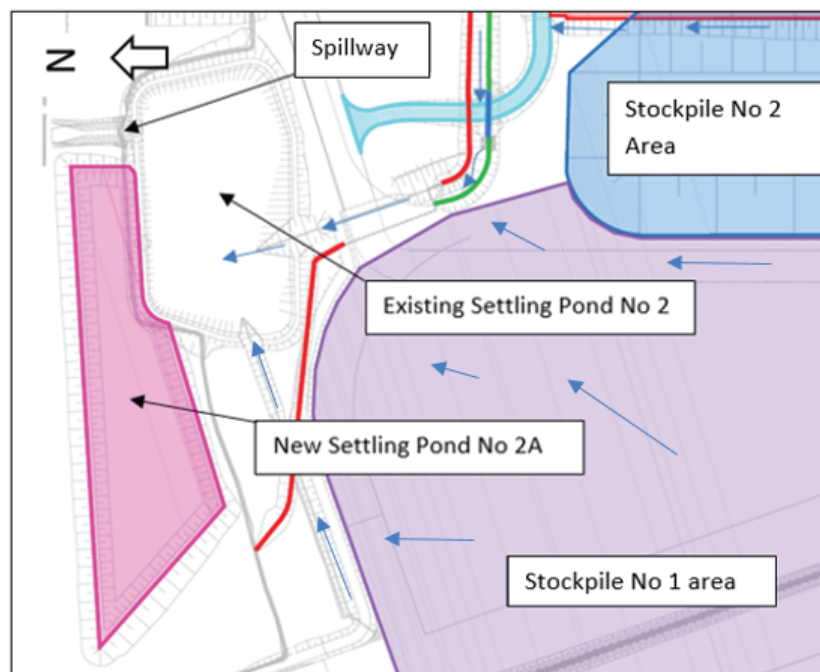 N
Spillway
Stockpile No 2
Area
Existing Settling Pond No 2
New Settling Pond No 2A
Stockpile No 1 area